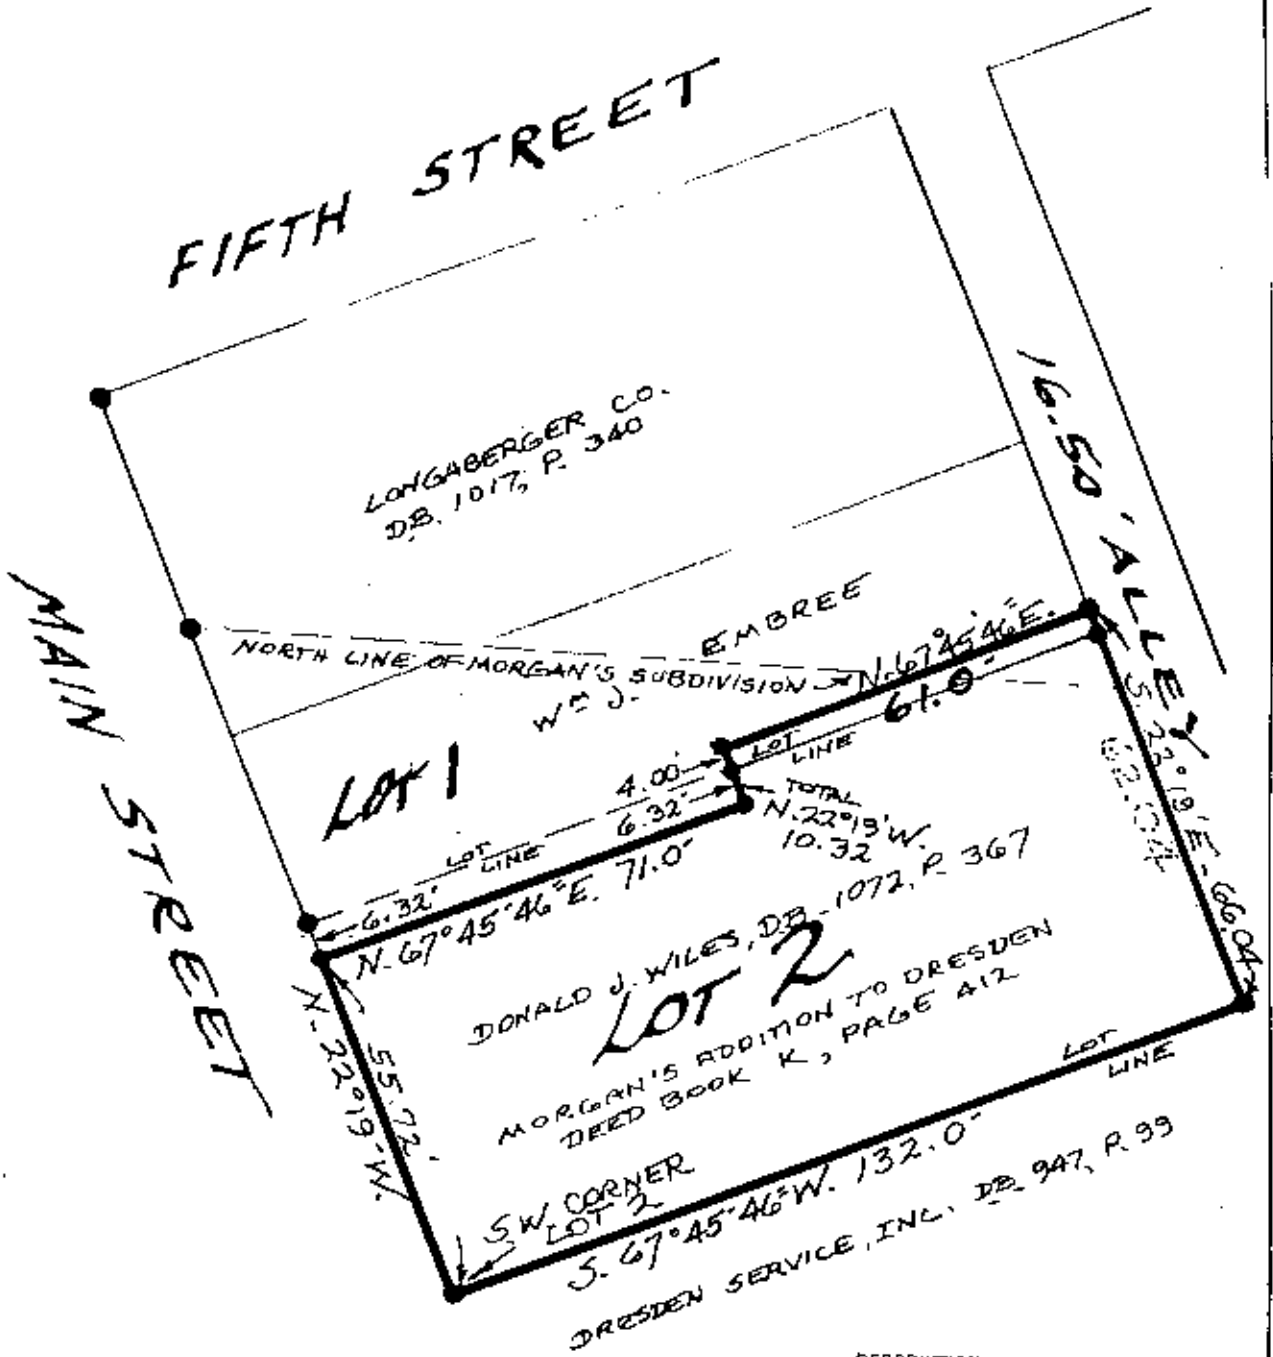 FIFTH STREET
LONGABERGER CO.
D.B. 1017, P. 340
16.50' ALLEY
MAIN STREET
NORTH LINE OF MORGAN'S SUBDIVISION
Wm J. EMBREE
N. 67°45'46"E.
61.0'
LOT 1
LOT
LINE
4.00'
6.32'
TOTAL
N. 22°19'W.
10.32
LOT
LINE
6.32'
N. 67°45'46"E. 71.0'
S. 22°19'E - 66.04'
62.04
DONALD J. WILES, D.B. 1072, P. 367
LOT 2
MORGAN'S ADDITION TO DRESDEN
DEED BOOK K, PAGE 412
55.72'
N. 22°19'W.
LOT
LINE
S.W. CORNER
LOT 2
S. 67°45'46"W. 132.0'
DRESDEN SERVICE, INC. D.B. 947, P. 99